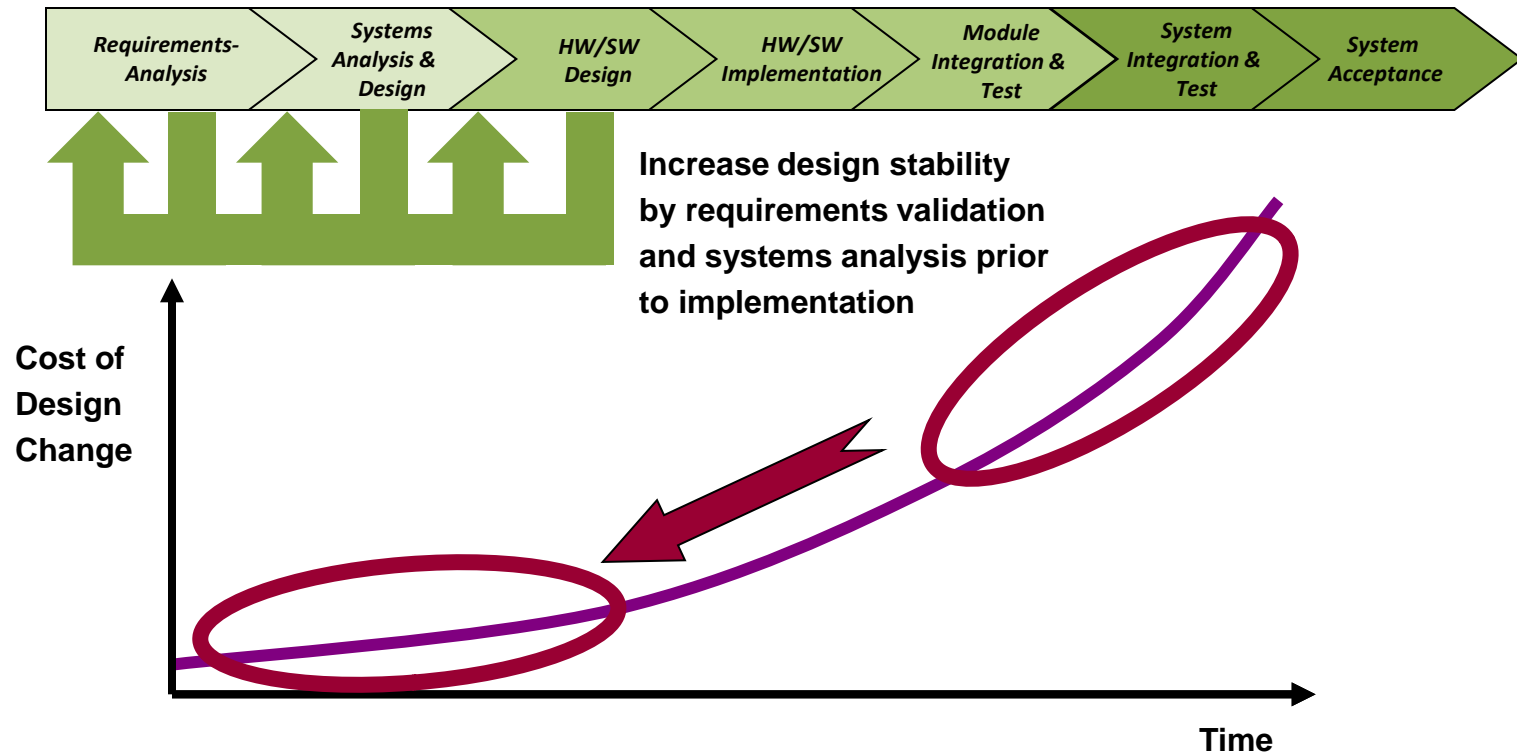 Requirements-
Analysis
Systems
Analysis &
Design
HW/SW
Design
HW/SW
Implementation
Module
Integration &
Test
System
Integration &
Test
System
Acceptance
Increase design stability
by requirements validation
and systems analysis prior
to implementation
Cost of
Design
Change
Time